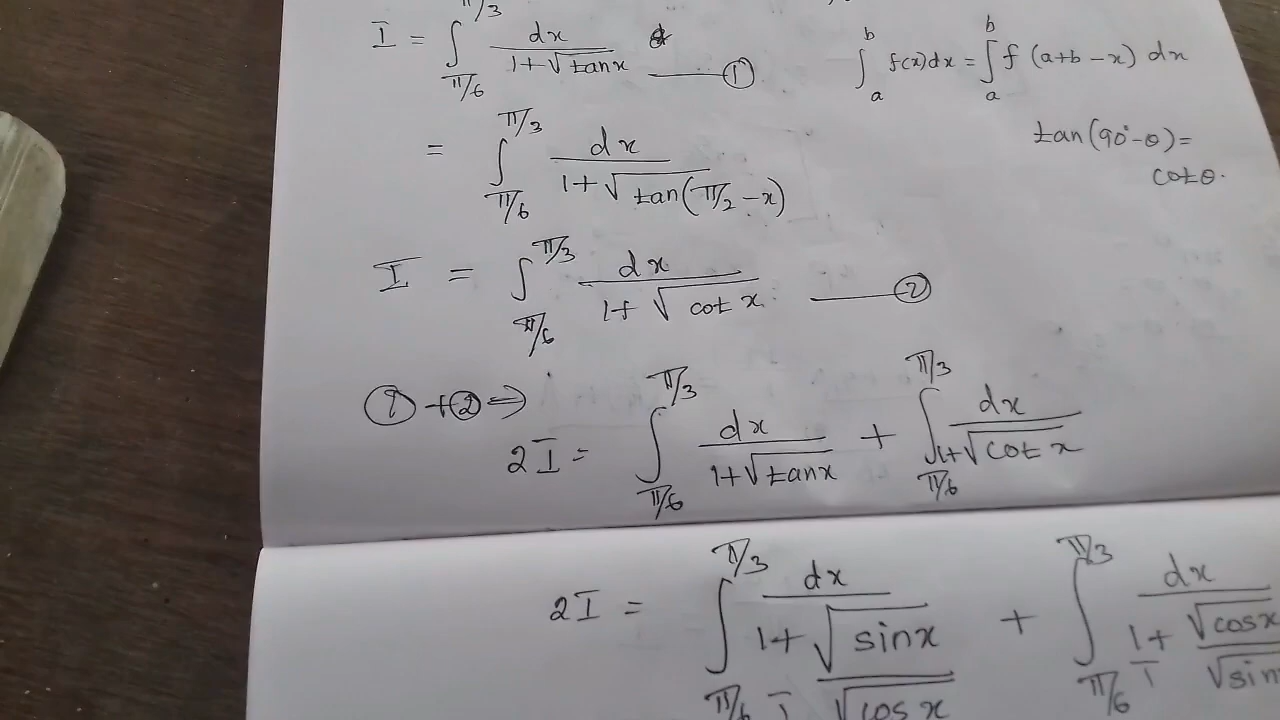 I = ∫_{π/6}^{π/3} dx / (1+√tanx) —— ①
∫_a^b f(x)dx = ∫_a^b f (a+b-x) dx
= ∫_{π/6}^{π/3} dx / (1+√tan(π/2-x))
tan(90°-θ)=
cotθ.
I = ∫_{π/6}^{π/3} dx / (1+√cot x) —— ②
① + ② ⇒
2I = ∫_{π/6}^{π/3} dx / (1+√tanx) + ∫_{π/6}^{π/3} dx / (1+√cot x)
2I = ∫_{π/6}^{π/3} dx / (1+√sinx/√cos x) + ∫_{π/6}^{π/3} dx / (1+√cosx/√sin